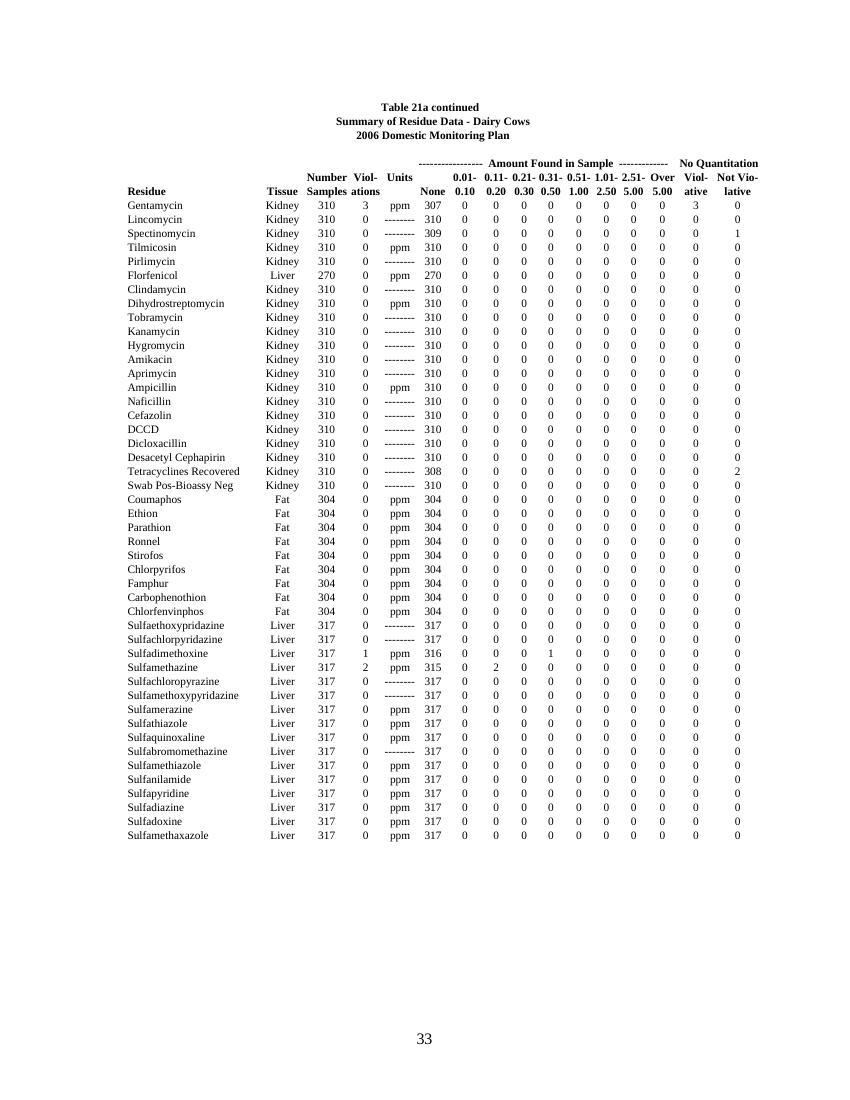 Table 21a continued
Summary of Residue Data - Dairy Cows
2006 Domestic Monitoring Plan
----------------- Amount Found in Sample ------------- No Quantitation
Number Viol- Units 0.01- 0.11- 0.21- 0.31- 0.51- 1.01- 2.51- Over Viol- Not Vio-
Residue Tissue Samples ations None 0.10 0.20 0.30 0.50 1.00 2.50 5.00 5.00 ative lative
Gentamycin Kidney 310 3 ppm 307 0 0 0 0 0 0 0 0 3 0
Lincomycin Kidney 310 0 -------- 310 0 0 0 0 0 0 0 0 0 0
Spectinomycin Kidney 310 0 -------- 309 0 0 0 0 0 0 0 0 0 1
Tilmicosin Kidney 310 0 ppm 310 0 0 0 0 0 0 0 0 0 0
Pirlimycin Kidney 310 0 -------- 310 0 0 0 0 0 0 0 0 0 0
Florfenicol Liver 270 0 ppm 270 0 0 0 0 0 0 0 0 0 0
Clindamycin Kidney 310 0 -------- 310 0 0 0 0 0 0 0 0 0 0
Dihydrostreptomycin Kidney 310 0 ppm 310 0 0 0 0 0 0 0 0 0 0
Tobramycin Kidney 310 0 -------- 310 0 0 0 0 0 0 0 0 0 0
Kanamycin Kidney 310 0 -------- 310 0 0 0 0 0 0 0 0 0 0
Hygromycin Kidney 310 0 -------- 310 0 0 0 0 0 0 0 0 0 0
Amikacin Kidney 310 0 -------- 310 0 0 0 0 0 0 0 0 0 0
Aprimycin Kidney 310 0 -------- 310 0 0 0 0 0 0 0 0 0 0
Ampicillin Kidney 310 0 ppm 310 0 0 0 0 0 0 0 0 0 0
Naficillin Kidney 310 0 -------- 310 0 0 0 0 0 0 0 0 0 0
Cefazolin Kidney 310 0 -------- 310 0 0 0 0 0 0 0 0 0 0
DCCD Kidney 310 0 -------- 310 0 0 0 0 0 0 0 0 0 0
Dicloxacillin Kidney 310 0 -------- 310 0 0 0 0 0 0 0 0 0 0
Desacetyl Cephapirin Kidney 310 0 -------- 310 0 0 0 0 0 0 0 0 0 0
Tetracyclines Recovered Kidney 310 0 -------- 308 0 0 0 0 0 0 0 0 0 2
Swab Pos-Bioassy Neg Kidney 310 0 -------- 310 0 0 0 0 0 0 0 0 0 0
Coumaphos Fat 304 0 ppm 304 0 0 0 0 0 0 0 0 0 0
Ethion Fat 304 0 ppm 304 0 0 0 0 0 0 0 0 0 0
Parathion Fat 304 0 ppm 304 0 0 0 0 0 0 0 0 0 0
Ronnel Fat 304 0 ppm 304 0 0 0 0 0 0 0 0 0 0
Stirofos Fat 304 0 ppm 304 0 0 0 0 0 0 0 0 0 0
Chlorpyrifos Fat 304 0 ppm 304 0 0 0 0 0 0 0 0 0 0
Famphur Fat 304 0 ppm 304 0 0 0 0 0 0 0 0 0 0
Carbophenothion Fat 304 0 ppm 304 0 0 0 0 0 0 0 0 0 0
Chlorfenvinphos Fat 304 0 ppm 304 0 0 0 0 0 0 0 0 0 0
Sulfaethoxypridazine Liver 317 0 -------- 317 0 0 0 0 0 0 0 0 0 0
Sulfachlorpyridazine Liver 317 0 -------- 317 0 0 0 0 0 0 0 0 0 0
Sulfadimethoxine Liver 317 1 ppm 316 0 0 0 1 0 0 0 0 0 0
Sulfamethazine Liver 317 2 ppm 315 0 2 0 0 0 0 0 0 0 0
Sulfachloropyrazine Liver 317 0 -------- 317 0 0 0 0 0 0 0 0 0 0
Sulfamethoxypyridazine Liver 317 0 -------- 317 0 0 0 0 0 0 0 0 0 0
Sulfamerazine Liver 317 0 ppm 317 0 0 0 0 0 0 0 0 0 0
Sulfathiazole Liver 317 0 ppm 317 0 0 0 0 0 0 0 0 0 0
Sulfaquinoxaline Liver 317 0 ppm 317 0 0 0 0 0 0 0 0 0 0
Sulfabromomethazine Liver 317 0 -------- 317 0 0 0 0 0 0 0 0 0 0
Sulfamethiazole Liver 317 0 ppm 317 0 0 0 0 0 0 0 0 0 0
Sulfanilamide Liver 317 0 ppm 317 0 0 0 0 0 0 0 0 0 0
Sulfapyridine Liver 317 0 ppm 317 0 0 0 0 0 0 0 0 0 0
Sulfadiazine Liver 317 0 ppm 317 0 0 0 0 0 0 0 0 0 0
Sulfadoxine Liver 317 0 ppm 317 0 0 0 0 0 0 0 0 0 0
Sulfamethaxazole Liver 317 0 ppm 317 0 0 0 0 0 0 0 0 0 0
33